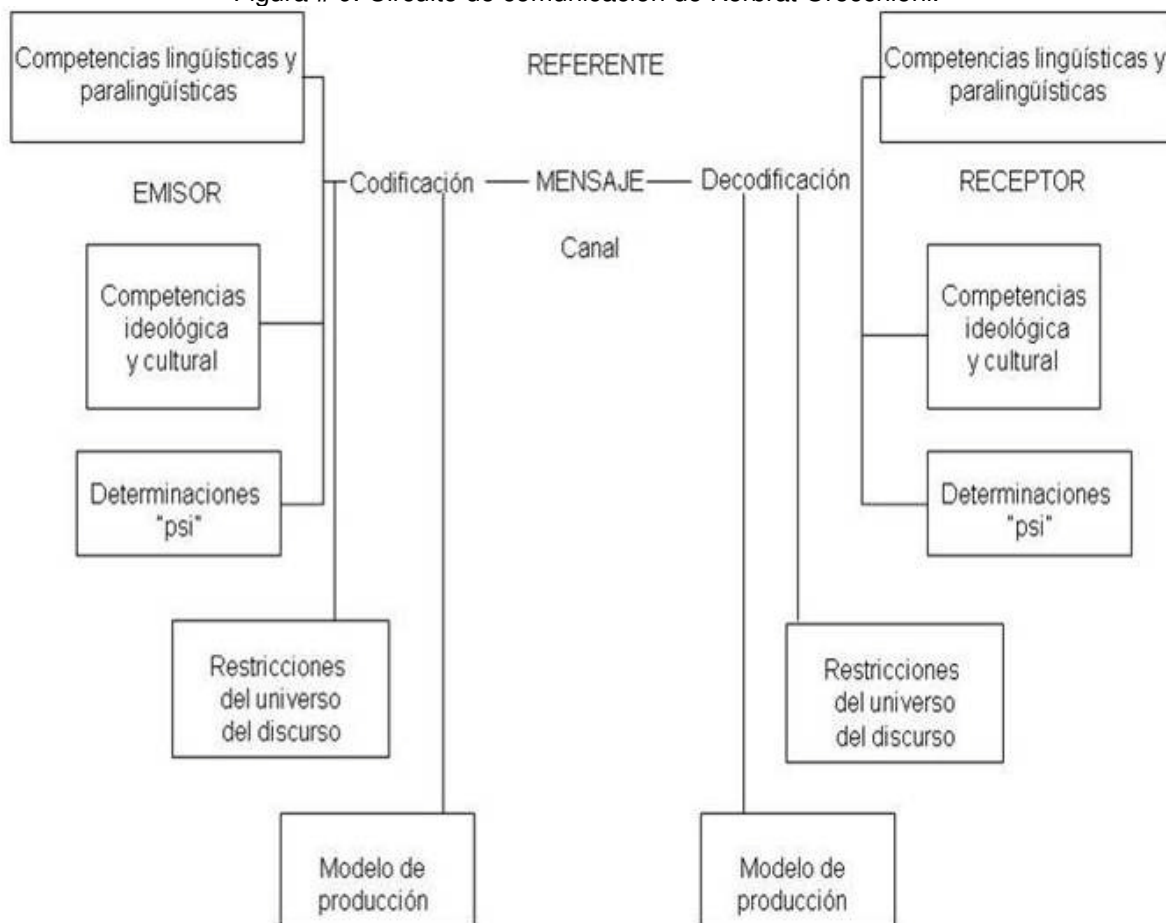 Competencias lingüísticas y
paralingüísticas
REFERENTE
Competencias lingüísticas y
paralingüísticas
EMISOR
Codificación
MENSAJE
Decodificación
RECEPTOR
Canal
Competencias
ideológica
y cultural
Competencias
ideológica
y cultural
Determinaciones
"psi"
Determinaciones
"psi"
Restricciones
del universo
del discurso
Restricciones
del universo
del discurso
Modelo de
producción
Modelo de
producción